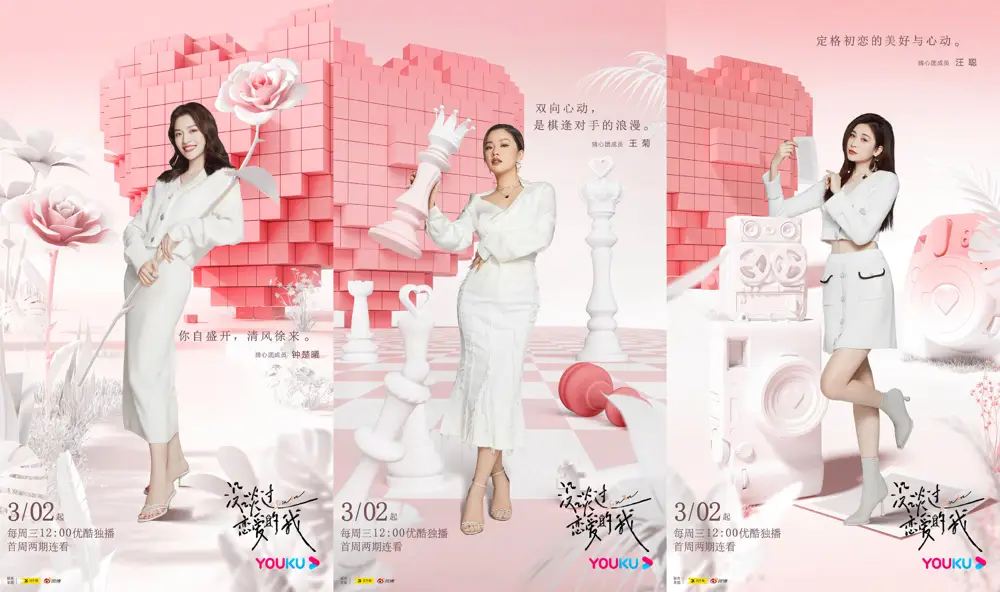 你自盛开，清风徐来。
猜心团成员 钟楚曦
3/02起
每周三12:00优酷独播
首周两期连看
没谈过
恋爱的我
YOUKU
双向心动，
是棋逢对手的浪漫。
猜心团成员 王菊
3/02起
每周三12:00优酷独播
首周两期连看
没谈过
恋爱的我
YOUKU
定格初恋的美好与心动。
猜心团成员 汪聪
3/02起
每周三12:00优酷独播
首周两期连看
没谈过
恋爱的我
YOUKU